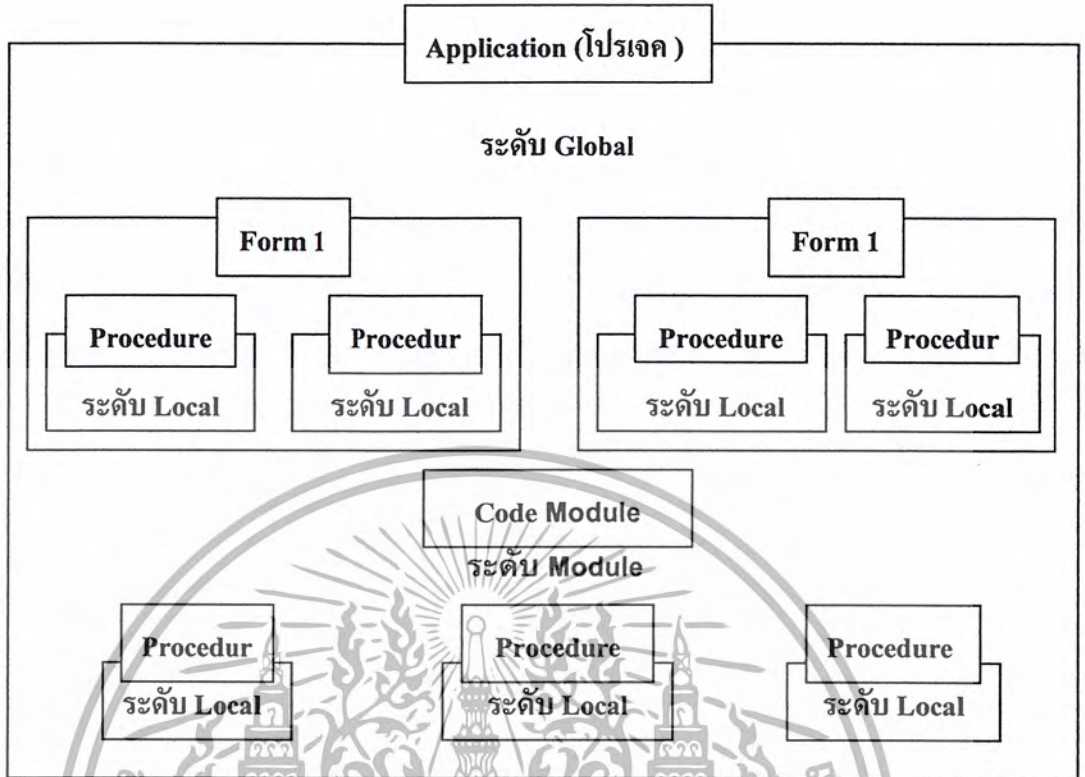 Application (โปรเจค )
ระดับ Global
Form 1 Form 1
Procedure Procedur Procedure Procedur
ระดับ Local ระดับ Local ระดับ Local ระดับ Local
Code Module
ระดับ Module
Procedur Procedure Procedure
ระดับ Local ระดับ Local ระดับ Local